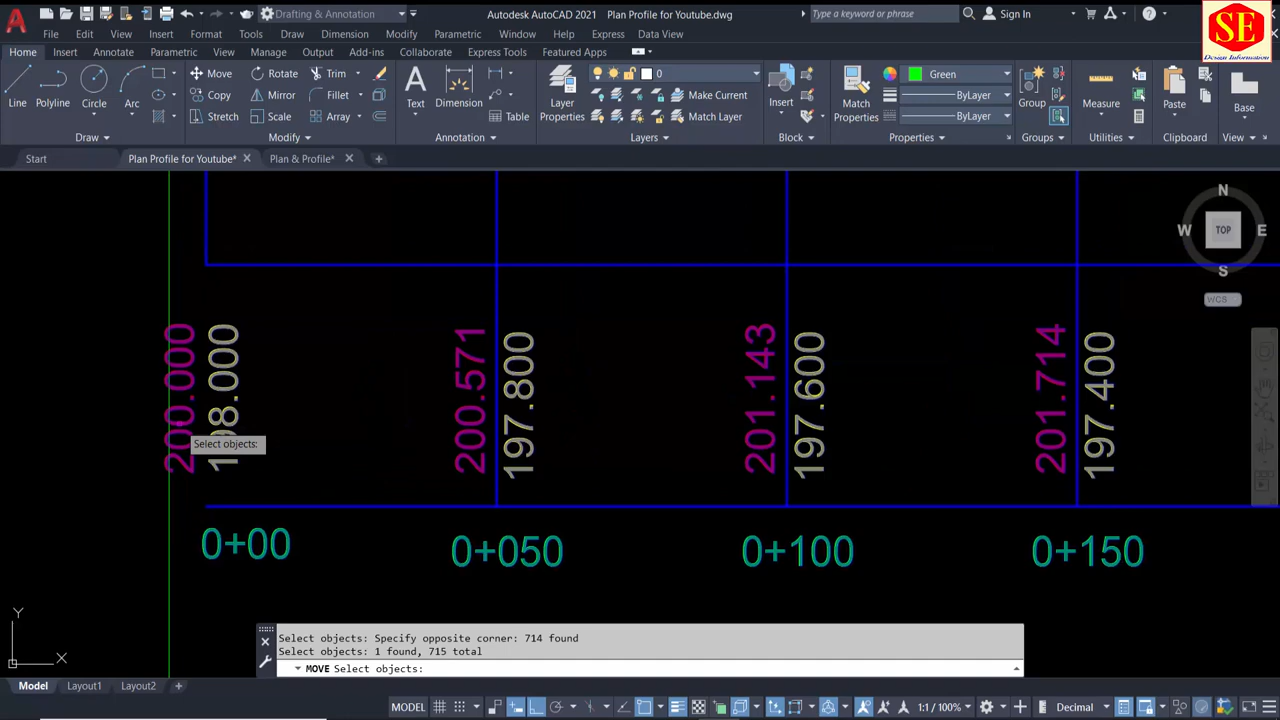 Drafting & Annotation
Autodesk AutoCAD 2021 Plan Profile for Youtube.dwg
Type a keyword or phrase
Sign In
SE
Design Information
File Edit View Insert Format Tools Draw Dimension Modify Parametric Window Help Express Data View
Home Insert Annotate Parametric View Manage Output Add-ins Collaborate Express Tools Featured Apps
Line Polyline Circle Arc
Move Rotate Trim
Copy Mirror Fillet
Stretch Scale Array
Text Dimension Table
Layer Properties
0
Make Current
Match Layer
Insert
Match Properties
Green
ByLayer
ByLayer
Group
Measure
Paste
Base
Draw Modify Annotation Layers Block Properties Groups Utilities Clipboard View
Start Plan Profile for Youtube* Plan & Profile*
N
W TOP E
S
WCS
200.000 198.000 200.571 197.800 201.143 197.600 201.714 197.400
Select objects:
0+00 0+050 0+100 0+150
Y
X
Select objects: Specify opposite corner: 714 found
Select objects: 1 found, 715 total
MOVE Select objects:
Model Layout1 Layout2
MODEL 1:1 / 100% Decimal